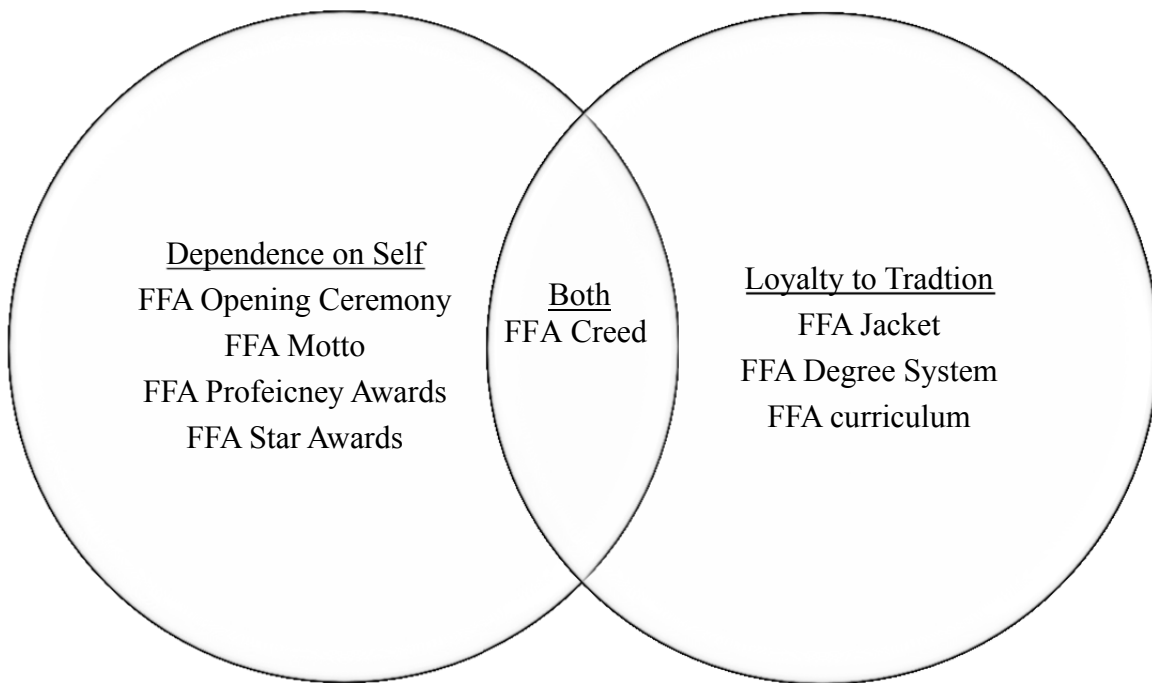 Dependence on Self
FFA Opening Ceremony
FFA Motto
FFA Profeicney Awards
FFA Star Awards
Both
FFA Creed
Loyalty to Tradtion
FFA Jacket
FFA Degree System
FFA curriculum